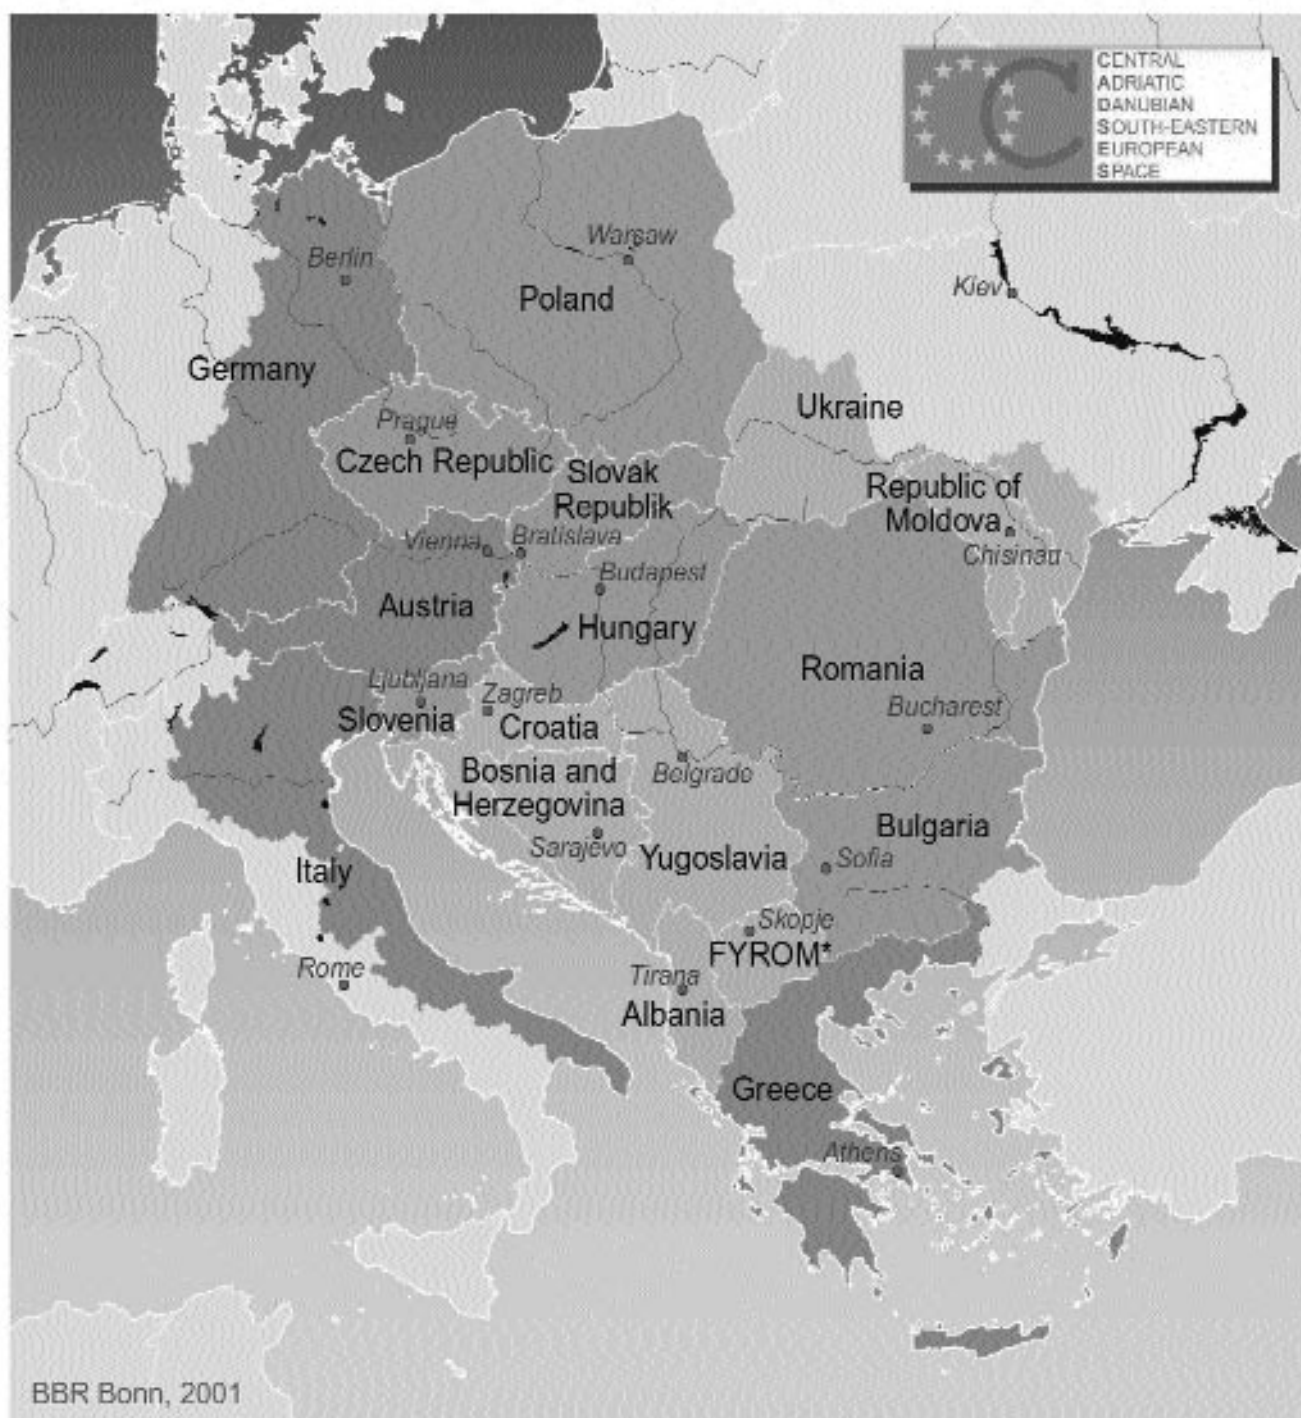 CENTRAL
ADRIATIC
DANUBIAN
SOUTH-EASTERN
EUROPEAN
SPACE
C
Warsaw
Berlin
Kiev
Poland
Germany
Ukraine
Prague
Czech Republic
Slovak
Republik
Republic of
Moldova
Vienna
Bratislava
Chisinau
Budapest
Austria
Hungary
Romania
Ljubljana
Zagreb
Slovenia
Croatia
Bucharest
Bosnia and
Herzegovina
Belgrade
Sarajevo
Bulgaria
Yugoslavia
Sofia
Italy
Skopje
FYROM*
Rome
Tirana
Albania
Greece
Athens
BBR Bonn, 2001